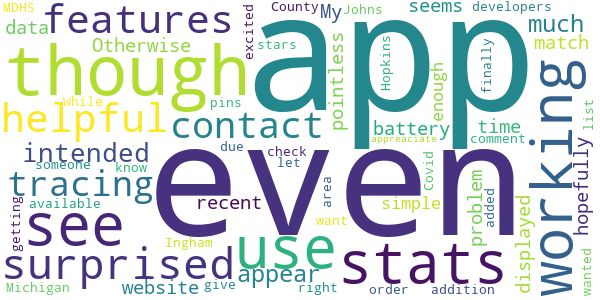 MDHS
features
County
My
Johns
seems
developers
data
Otherwise
excited
stars
Hopkins
finally
much
match
though
app
pins
pointless
enough
working
list
While
helpful
contact
battery
time
appreciate
comment
hopefully
intended
someone
due
check
let
Covid
tracing
know
even
area
simple
problem
added
displayed
available
recent
see
use
stats
want
getting
surprised
Ingham
appear
wanted
Michigan
website
give
right
order
addition